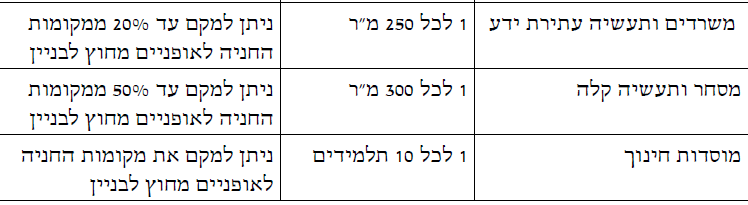 משרדים ותעשיה עתירת ידע
1 לכל 250 מ"ר
ניתן למקם עד 20% ממקומות
החניה לאופניים מחוץ לבניין
מסחר ותעשיה קלה
1 לכל 300 מ"ר
ניתן למקם עד 50% ממקומות
החניה לאופניים מחוץ לבניין
מוסדות חינוך
1 לכל 10 תלמידים
ניתן למקם את מקומות החניה
לאופניים מחוץ לבניין